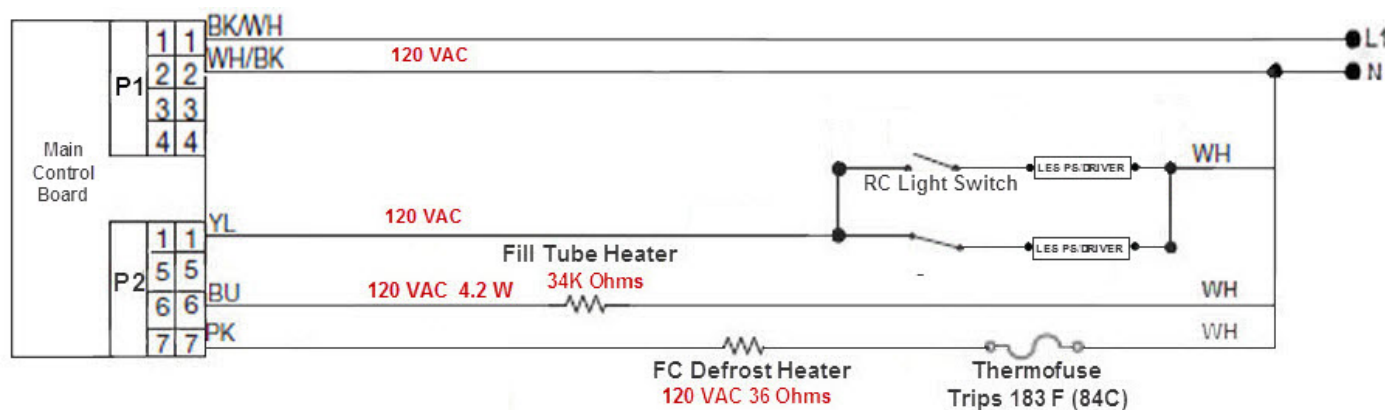 BK/WH
L1
1 1
WH/BK
120 VAC
N
P1
2 2
3 3
4 4
Main
Control
Board
WH
RC Light Switch
LES PS/DRIVER
YL
120 VAC
1 1
Fill Tube Heater
LES PS/DRIVER
5 5
P2
34K Ohms
BU
120 VAC 4.2 W
WH
6 6
PK
WH
7 7
FC Defrost Heater
Thermofuse
120 VAC 36 Ohms
Trips 183 F (84C)